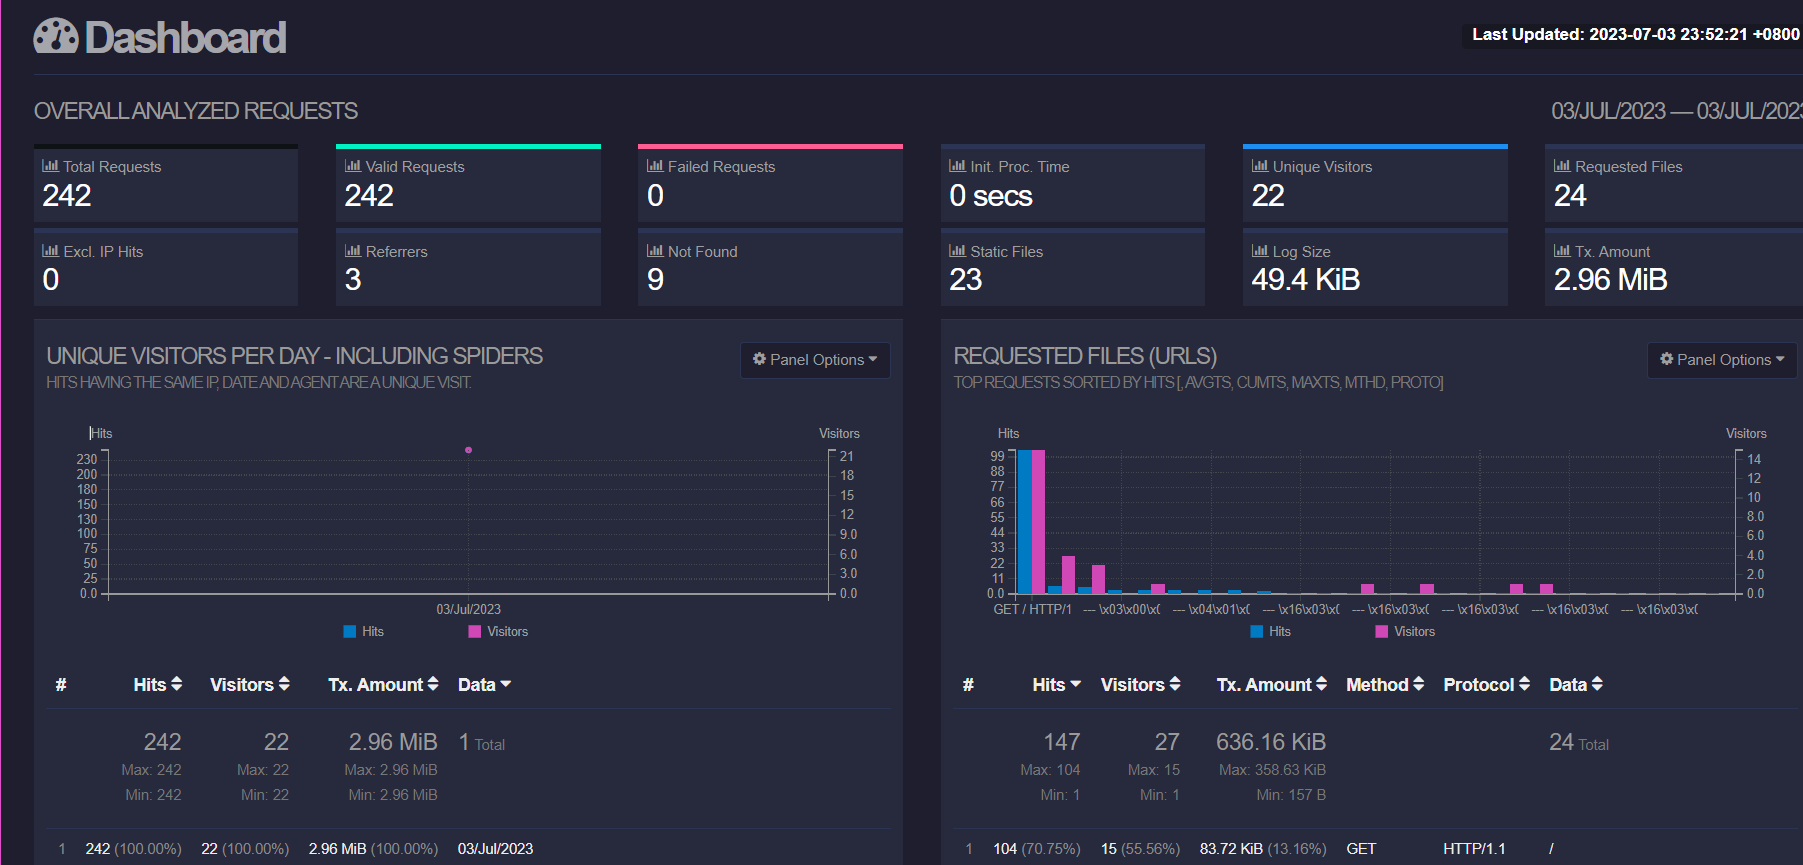 Dashboard
Last Updated: 2023-07-03 23:52:21 +0800
OVERALL ANALYZED REQUESTS
03/JUL/2023 — 03/JUL/2023
Total Requests
242
Valid Requests
242
Failed Requests
0
Init. Proc. Time
0 secs
Unique Visitors
22
Requested Files
24
Excl. IP Hits
0
Referrers
3
Not Found
9
Static Files
23
Log Size
49.4 KiB
Tx. Amount
2.96 MiB
UNIQUE VISITORS PER DAY - INCLUDING SPIDERS
HITS HAVING THE SAME IP, DATE AND AGENT ARE A UNIQUE VISIT.
Panel Options
Hits
Visitors
230
200
180
150
130
100
75
50
25
0.0
21
18
15
12
9.0
6.0
3.0
0.0
03/Jul/2023
Hits
Visitors
# Hits Visitors Tx. Amount Data
242 22 2.96 MiB 1 Total
Max: 242 Max: 22 Max: 2.96 MiB
Min: 242 Min: 22 Min: 2.96 MiB
1 242 (100.00%) 22 (100.00%) 2.96 MiB (100.00%) 03/Jul/2023
REQUESTED FILES (URLS)
TOP REQUESTS SORTED BY HITS [, AVGTS, CUMTS, MAXTS, MTHD, PROTO]
Panel Options
Hits
Visitors
99
88
77
66
55
44
33
22
11
0.0
14
12
10
8.0
6.0
4.0
2.0
0.0
GET / HTTP/1 --- \x03\x00\x( --- \x04\x01\x( --- \x16\x03\x( --- \x16\x03\x( --- \x16\x03\x( --- \x16\x03\x( --- \x16\x03\x(
Hits
Visitors
# Hits Visitors Tx. Amount Method Protocol Data
147 27 636.16 KiB 24 Total
Max: 104 Max: 15 Max: 358.63 KiB
Min: 1 Min: 1 Min: 157 B
1 104 (70.75%) 15 (55.56%) 83.72 KiB (13.16%) GET HTTP/1.1 /